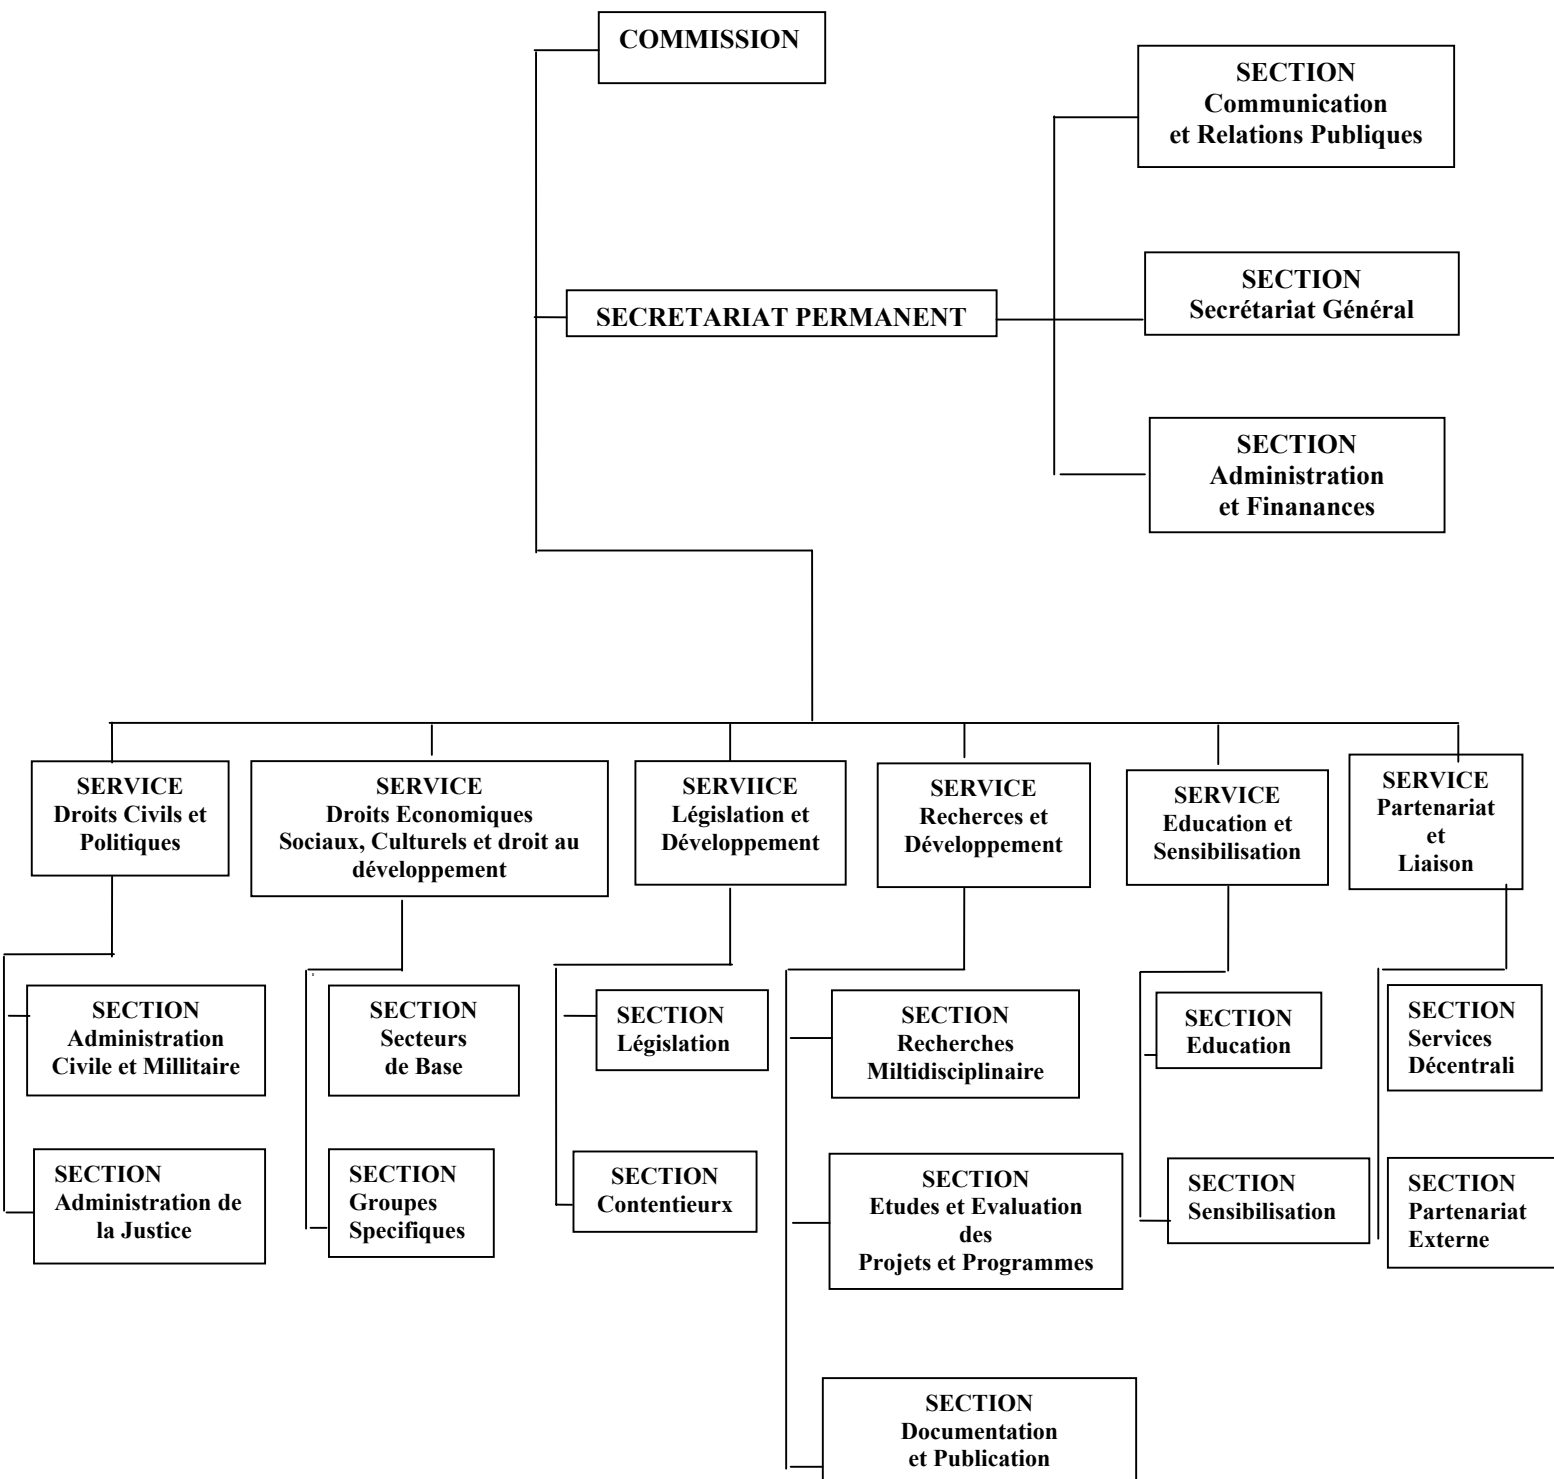 COMMISSION
SECTION
Communication
et Relations Publiques
SECTION
Secrétariat Général
SECRETARIAT PERMANENT
SECTION
Administration
et Finanances
SERVICE
Droits Civils et
Politiques
SERVICE
Droits Economiques
Sociaux, Culturels et droit au
développement
SERVIICE
Législation et
Développement
SERVICE
Recherces et
Développement
SERVICE
Education et
Sensibilisation
SERVICE
Partenariat
et
Liaison
SECTION
Administration
Civile et Millitaire
SECTION
Secteurs
de Base
SECTION
Législation
SECTION
Recherches
Miltidisciplinaire
SECTION
Education
SECTION
Services
Décentrali
SECTION
Administration de
la Justice
SECTION
Groupes
Specifiques
SECTION
Contentieurx
SECTION
Etudes et Evaluation
des
Projets et Programmes
SECTION
Sensibilisation
SECTION
Partenariat
Externe
SECTION
Documentation
et Publication